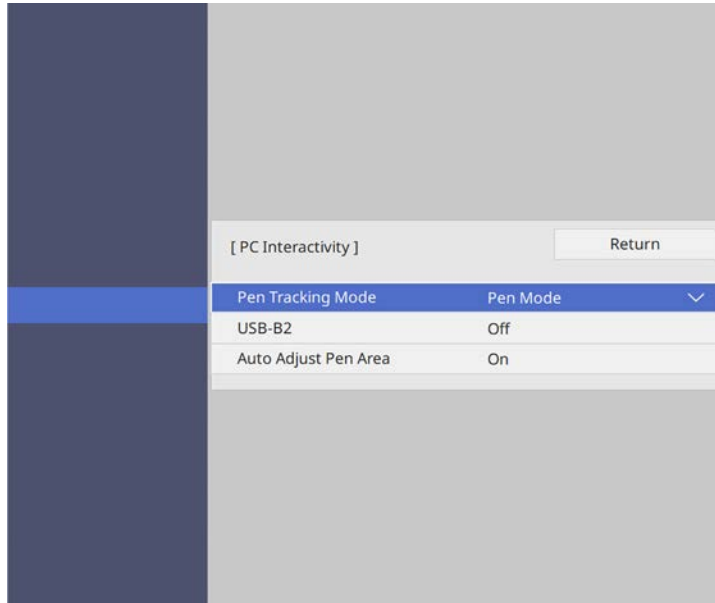 [ PC Interactivity ]
Return
Pen Tracking Mode Pen Mode
USB-B2 Off
Auto Adjust Pen Area On